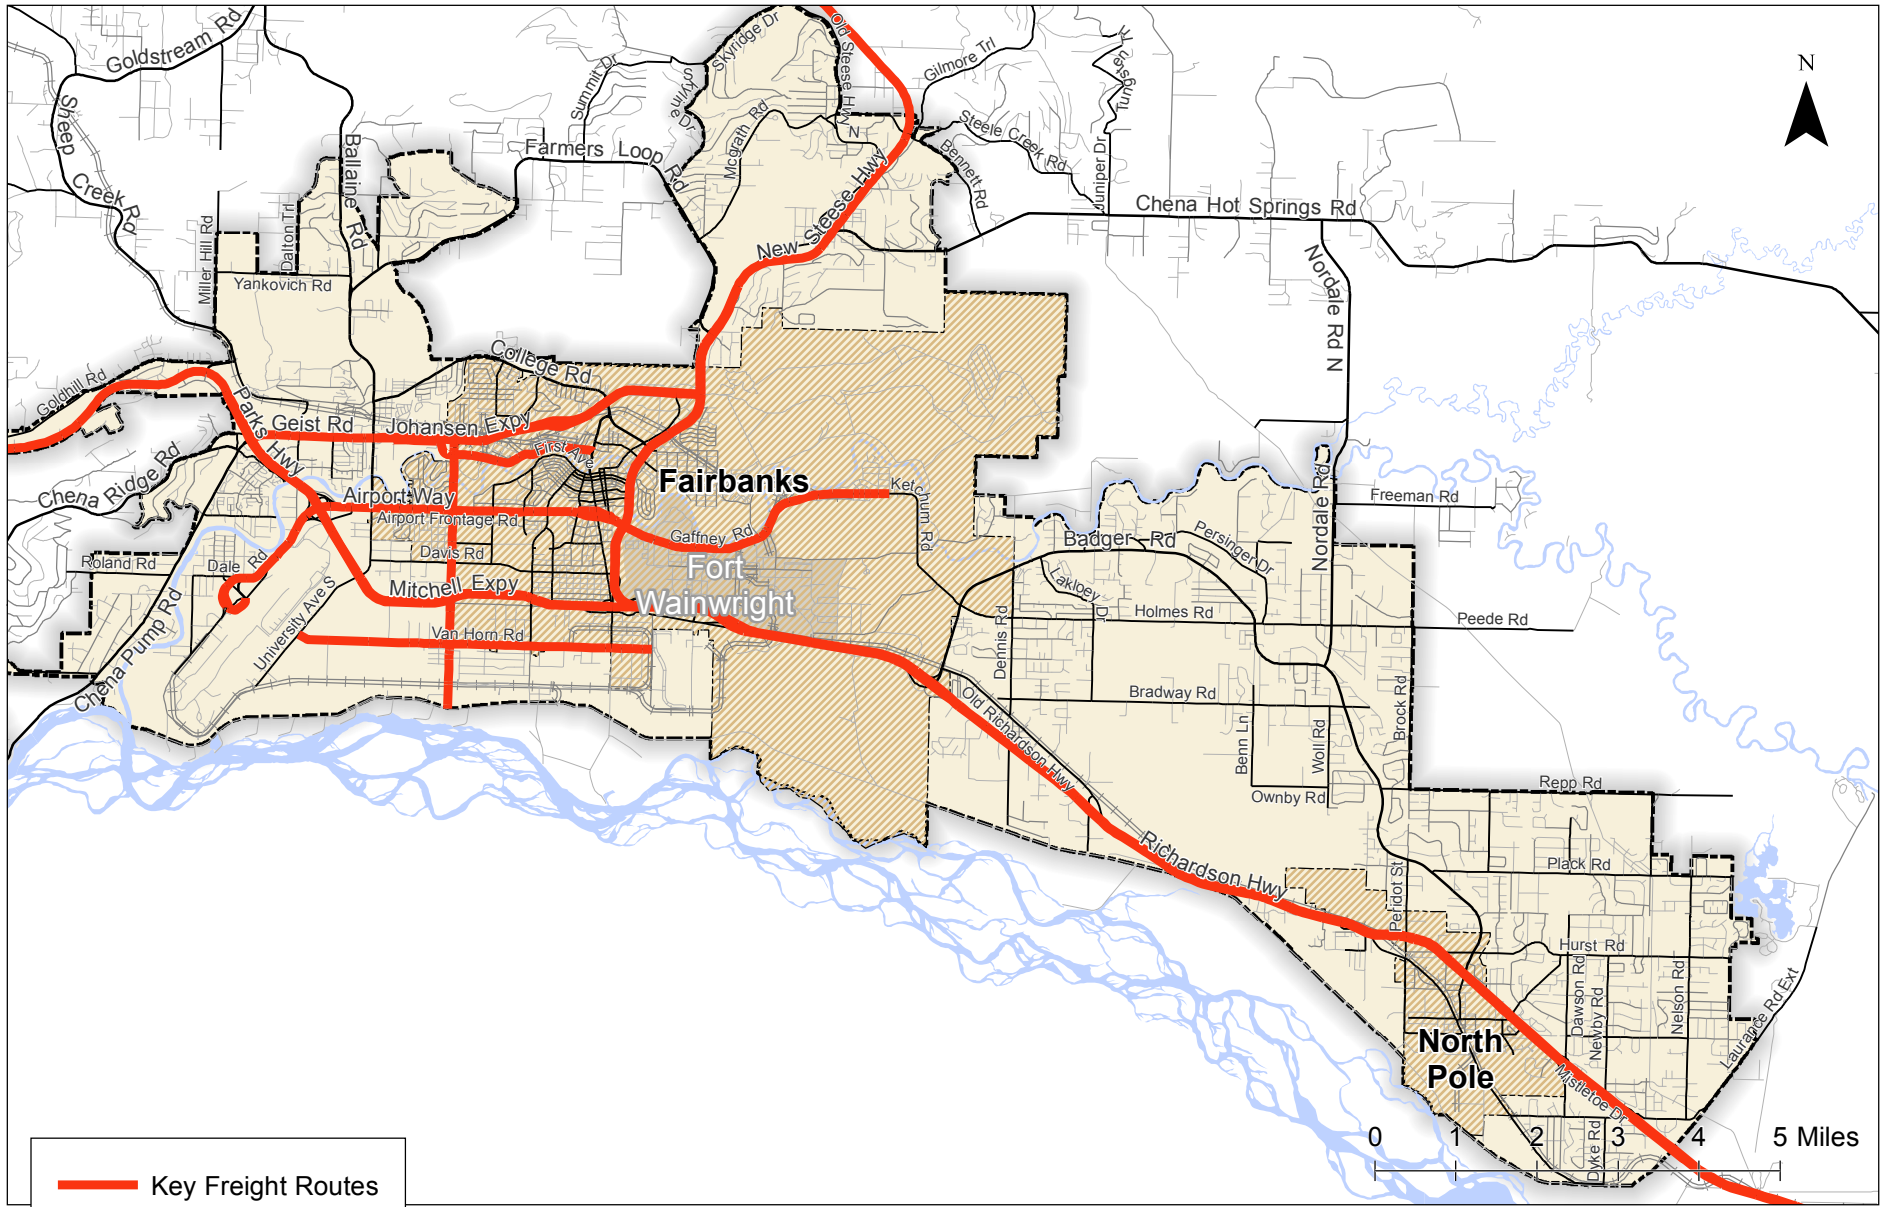 Goldstream Rd
Sheep
Creek Rd
Ballaine Rd
Summit Dr
Skyline Dr
Skyridge Dr
Old Steese Hwy
N
Gilmore Trl
Tungsten Trl
Farmers Loop Rd
Mcgrath Rd
Steele Creek Rd
Bennett Rd
Juniper Dr
N
Miller Hill Rd
Dalton Trl
Yankovich Rd
New Steese Hwy
Chena Hot Springs Rd
Nordale Rd N
Goldhill Rd
College Rd
Parks Hwy
Geist Rd
Johansen Expy
First Ave
Chena Ridge Rd
Airport Way
Airport Frontage Rd
Fairbanks
Ketchum Rd
Gaffney Rd
Nordale Rd
Freeman Rd
Badger Rd
Persinger Dr
Roland Rd
Dale Rd
Davis Rd
Mitchell Expy
Fort
Wainwright
Lakloey Dr
Holmes Rd
Peede Rd
Chena Pump Rd
University Ave S
Van Horn Rd
Dennis Rd
Bradway Rd
Brock Rd
Old Richardson Hwy
Benn Ln
Woll Rd
Ownby Rd
Repp Rd
Richardson Hwy
Peridot St
Plack Rd
Hurst Rd
Dawson Rd
Newby Rd
Nelson Rd
Laurance Rd Ext
North
Pole
Mistletoe Dr
Dyke Rd
0 1 2 3 4 5 Miles
Key Freight Routes